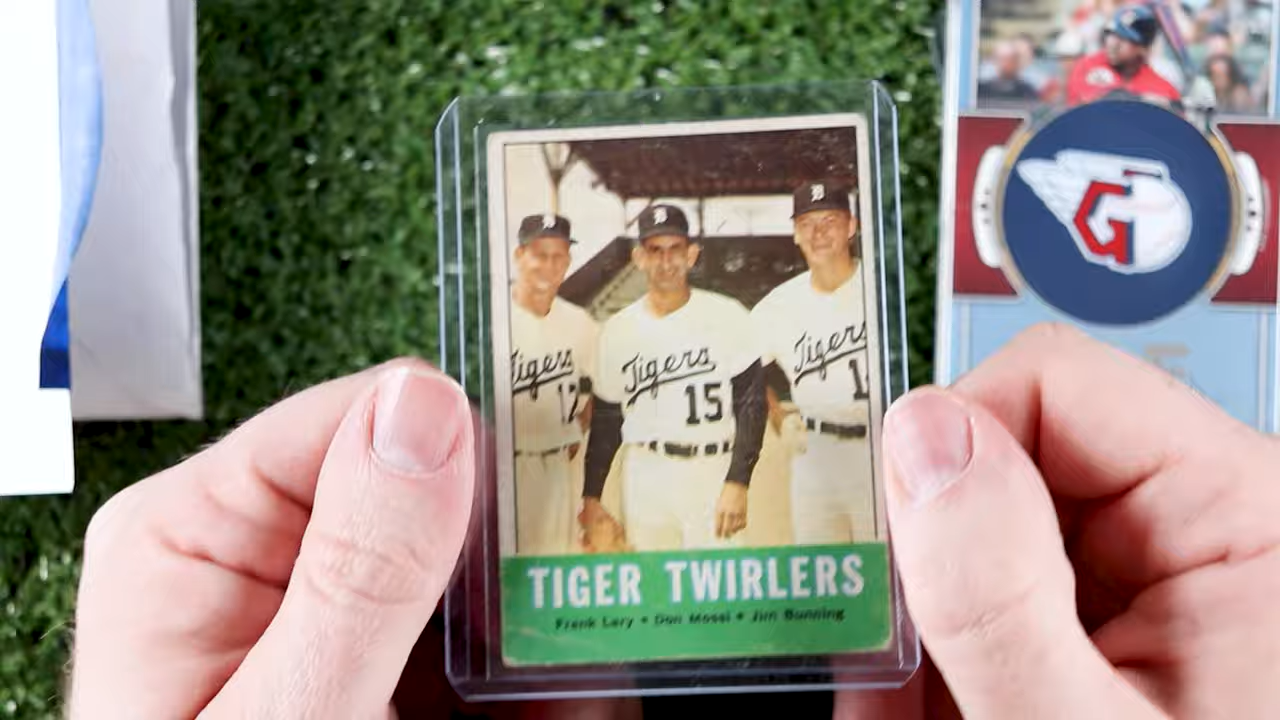 Tigers
17
Tigers
15
Tigers
1
TIGER TWIRLERS
Frank Lary • Don Mossi • Jim Bunning